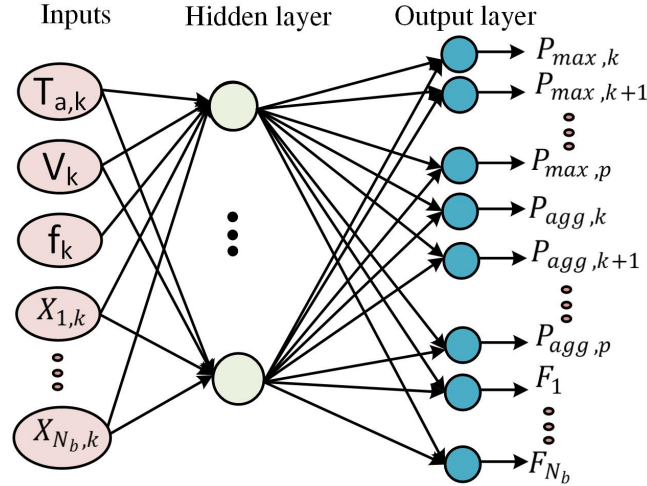 Inputs
Hidden layer
Output layer
T_{a,k}
V_k
f_k
X_{1,k}
X_{N_b,k}
P_{max,k}
P_{max,k+1}
P_{max,p}
P_{agg,k}
P_{agg,k+1}
P_{agg,p}
F_1
F_{N_b}